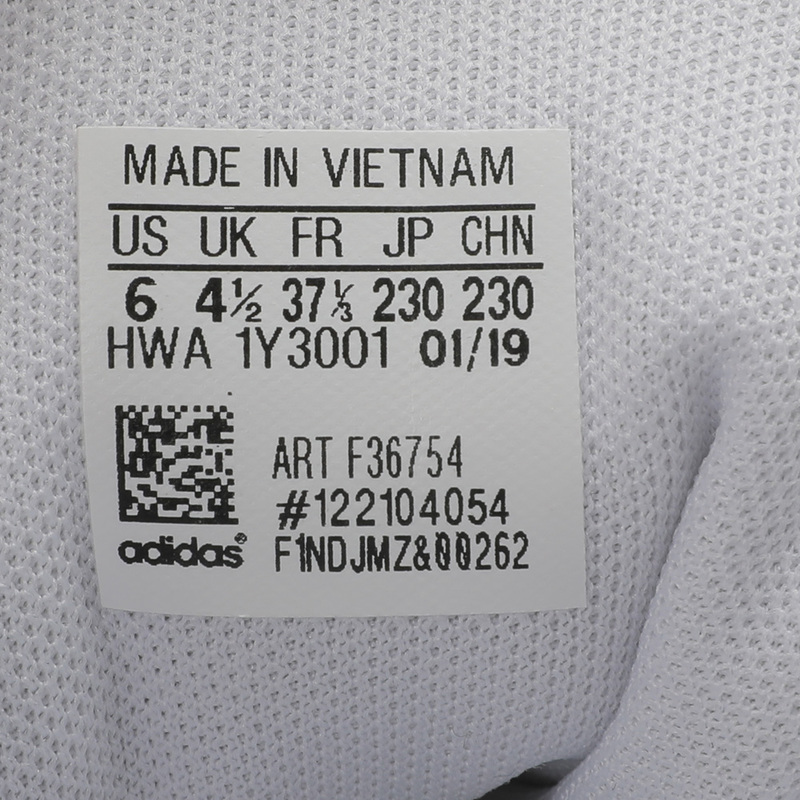 MADE IN VIETNAM
US UK FR JP CHN
6 4½ 37⅓ 230 230
HWA 1Y3001 01/19
ART F36754
#122104054
adidas® F1NDJMZ&00262